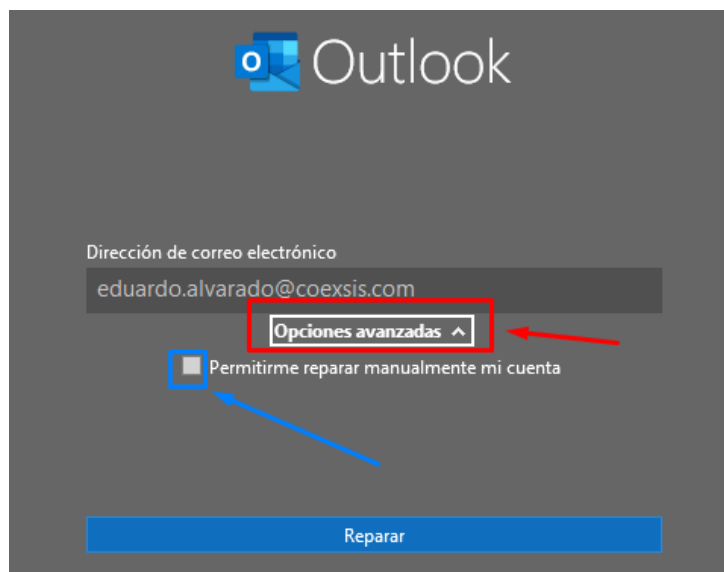 Outlook
Dirección de correo electrónico
eduardo.alvarado@coexsis.com
Opciones avanzadas
Permitirme reparar manualmente mi cuenta
Reparar